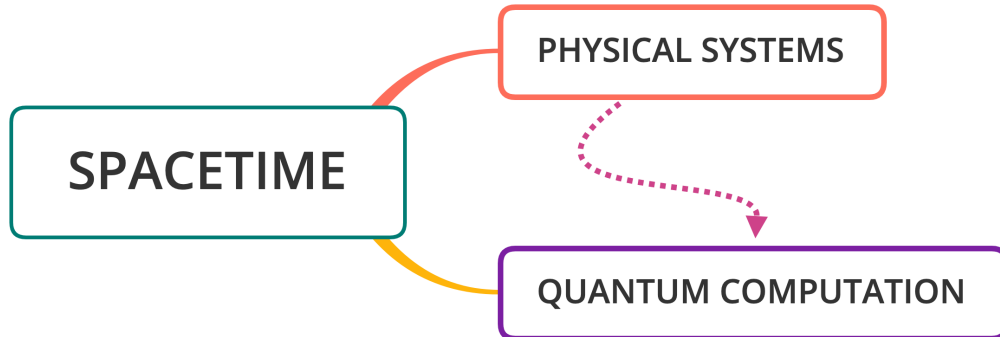 PHYSICAL SYSTEMS
SPACETIME
QUANTUM COMPUTATION